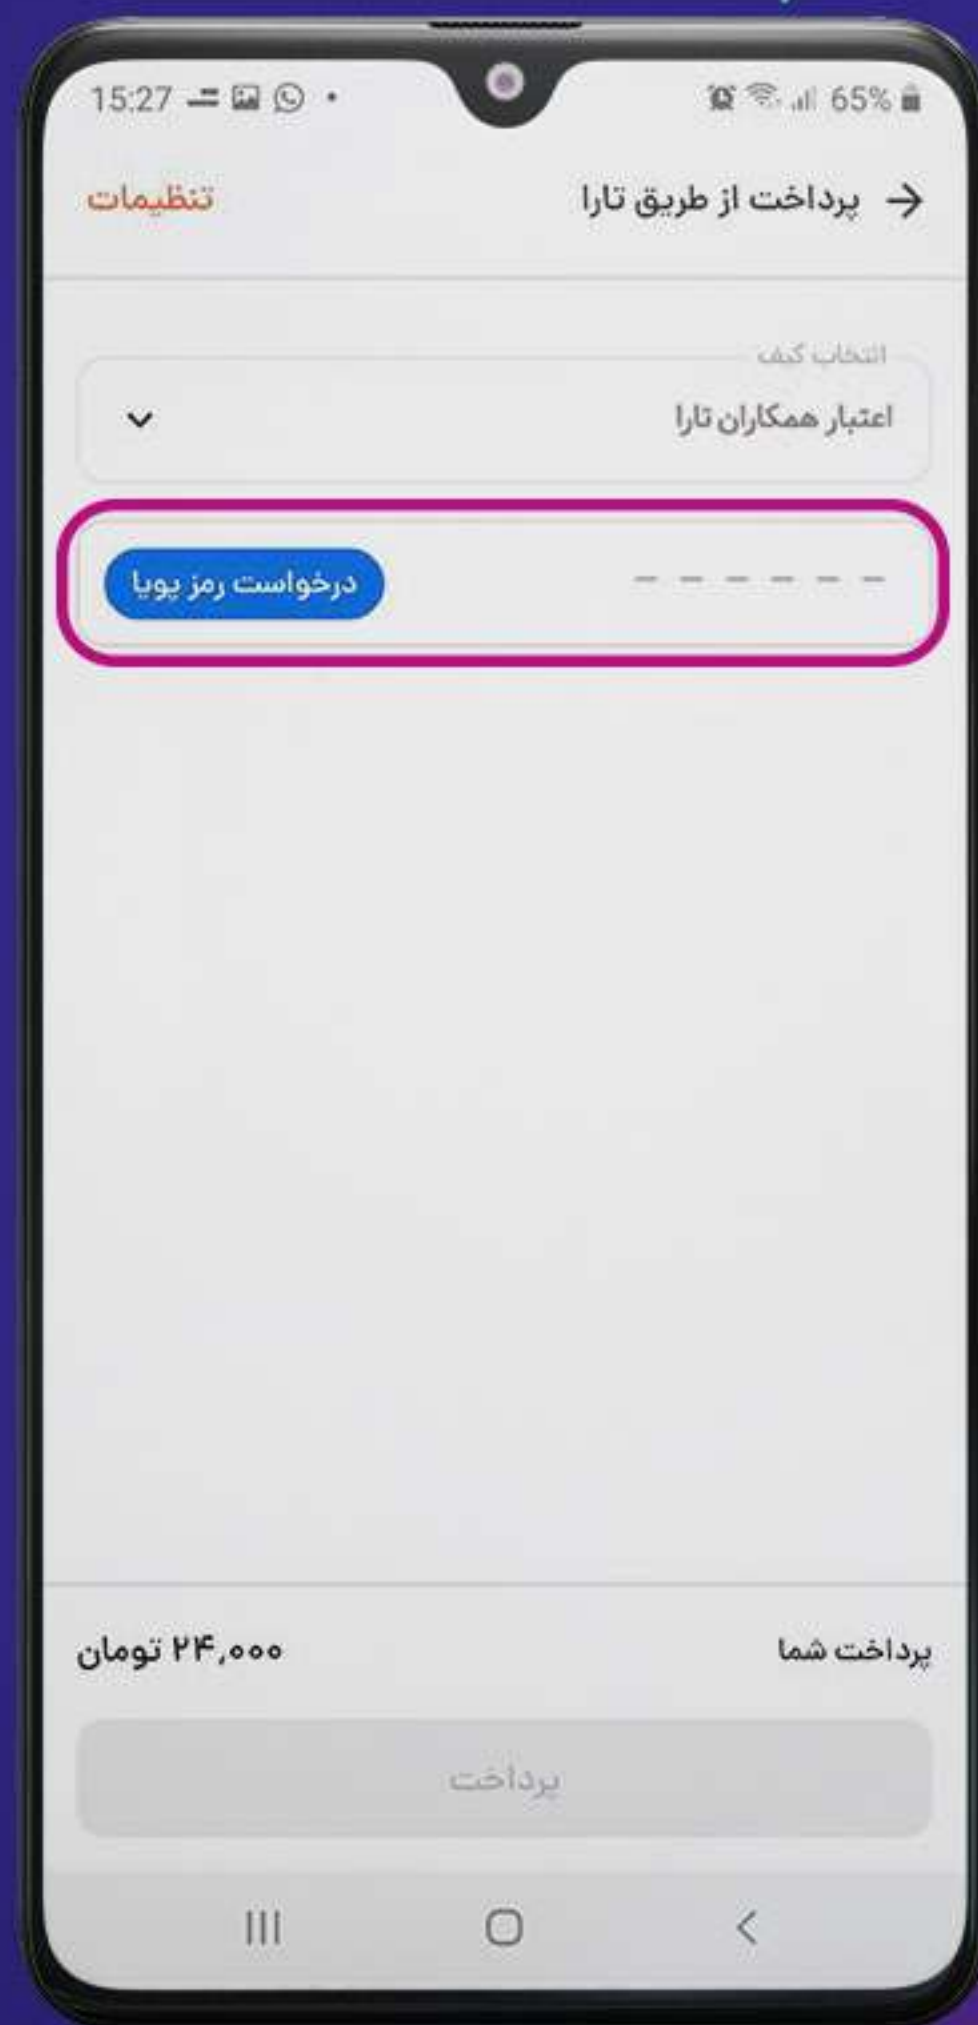 15:27
65%
پرداخت از طریق تارا
تنظیمات
انتخاب کیف
اعتبار همکاران تارا
درخواست رمز پویا
پرداخت شما
۲۴,۰۰۰ تومان
پرداخت